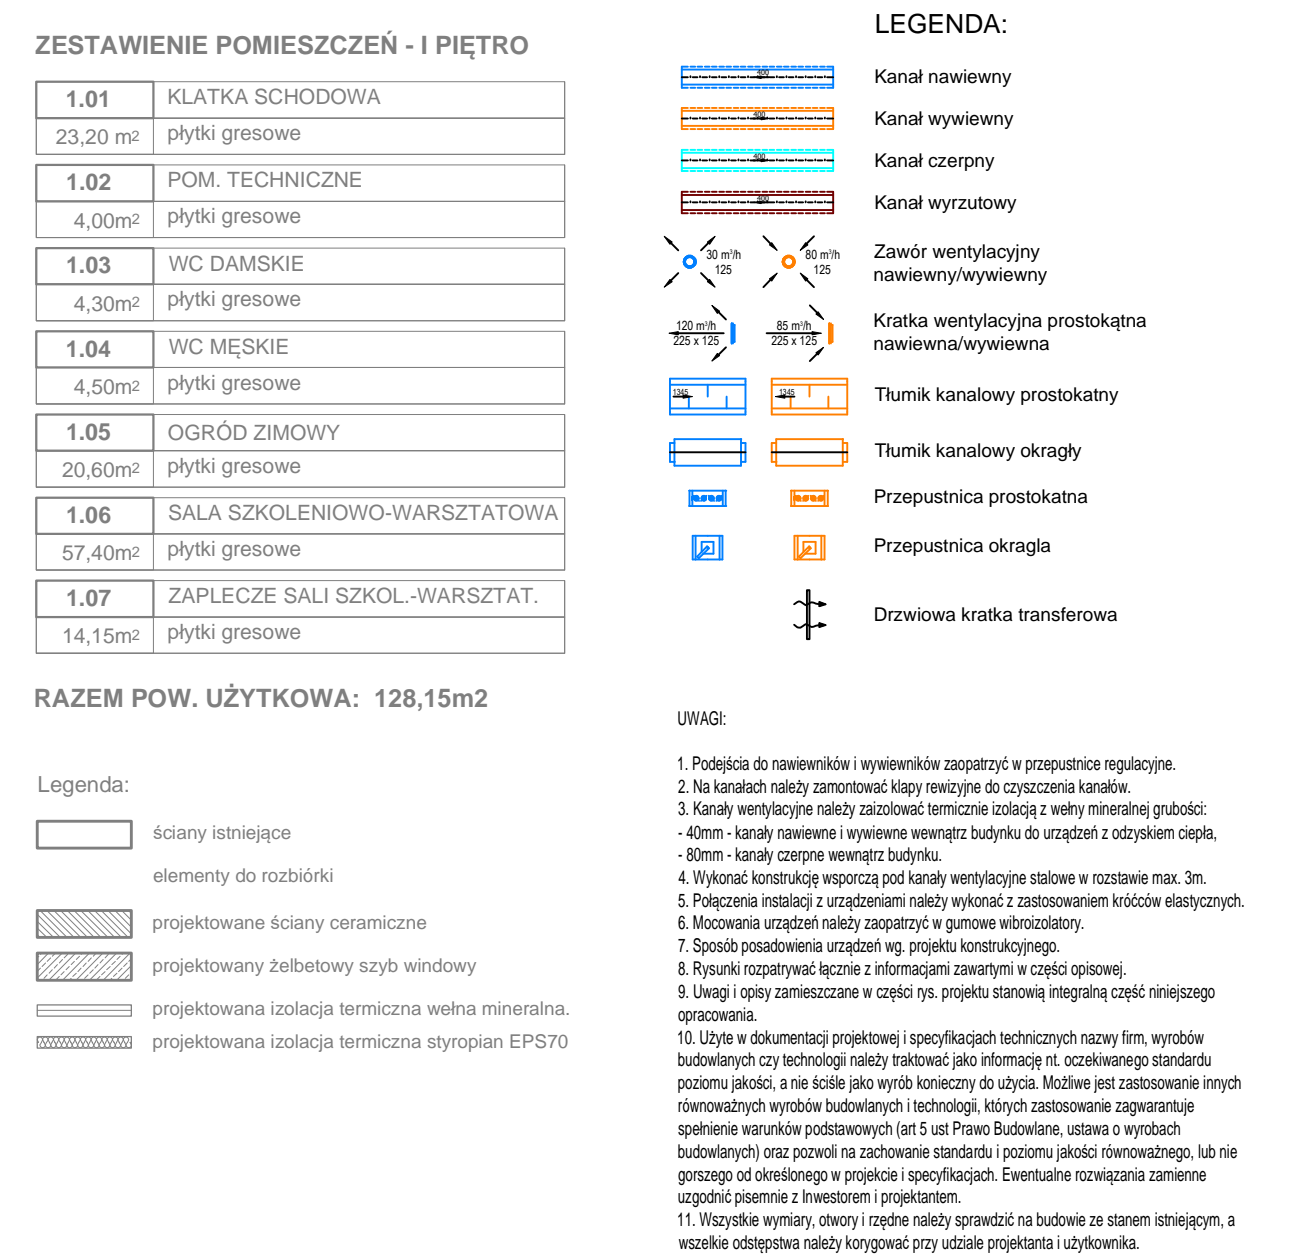 ZESTAWIENIE POMIESZCZEŃ - I PIĘTRO
1.01 KLATKA SCHODOWA
23,20 m2 płytki gresowe
1.02 POM. TECHNICZNE
4,00m2 płytki gresowe
1.03 WC DAMSKIE
4,30m2 płytki gresowe
1.04 WC MĘSKIE
4,50m2 płytki gresowe
1.05 OGRÓD ZIMOWY
20,60m2 płytki gresowe
1.06 SALA SZKOLENIOWO-WARSZTATOWA
57,40m2 płytki gresowe
1.07 ZAPLECZE SALI SZKOL.-WARSZTAT.
14,15m2 płytki gresowe
RAZEM POW. UŻYTKOWA: 128,15m2
Legenda:
ściany istniejące
elementy do rozbiórki
projektowane ściany ceramiczne
projektowany żelbetowy szyb windowy
projektowana izolacja termiczna wełna mineralna.
projektowana izolacja termiczna styropian EPS70
LEGENDA:
400 Kanał nawiewny
400 Kanał wywiewny
400 Kanał czerpny
400 Kanał wyrzutowy
30 m³/h 80 m³/h Zawór wentylacyjny
125 125 nawiewny/wywiewny
120 m³/h 85 m³/h Kratka wentylacyjna prostokątna
225 x 125 225 x 125 nawiewna/wywiewna
1345 1345 Tłumik kanałowy prostokatny
Tłumik kanałowy okragły
Przepustnica prostokatna
Przepustnica okragla
Drzwiowa kratka transferowa
UWAGI:
1. Podejścia do nawiewników i wywiewników zaopatrzyć w przepustnice regulacyjne.
2. Na kanałach należy zamontować klapy rewizyjne do czyszczenia kanałów.
3. Kanały wentylacyjne należy zaizolować termicznie izolacją z wełny mineralnej grubości:
- 40mm - kanały nawiewne i wywiewne wewnątrz budynku do urządzeń z odzyskiem ciepła,
- 80mm - kanały czerpne wewnątrz budynku.
4. Wykonać konstrukcję wsporczą pod kanały wentylacyjne stalowe w rozstawie max. 3m.
5. Połączenia instalacji z urządzeniami należy wykonać z zastosowaniem króćców elastycznych.
6. Mocowania urządzeń należy zaopatrzyć w gumowe wibroizolatory.
7. Sposób posadowienia urządzeń wg. projektu konstrukcyjnego.
8. Rysunki rozpatrywać łącznie z informacjami zawartymi w części opisowej.
9. Uwagi i opisy zamieszczane w części rys. projektu stanowią integralną część niniejszego
opracowania.
10. Użyte w dokumentacji projektowej i specyfikacjach technicznych nazwy firm, wyrobów
budowlanych czy technologii należy traktować jako informację nt. oczekiwanego standardu
poziomu jakości, a nie ściśle jako wyrób konieczny do użycia. Możliwe jest zastosowanie innych
równoważnych wyrobów budowlanych i technologii, których zastosowanie zagwarantuje
spełnienie warunków podstawowych (art 5 ust Prawo Budowlane, ustawa o wyrobach
budowlanych) oraz pozwoli na zachowanie standardu i poziomu jakości równoważnego, lub nie
gorszego od określonego w projekcie i specyfikacjach. Ewentualne rozwiązania zamienne
uzgodnić pisemnie z Inwestorem i projektantem.
11. Wszystkie wymiary, otwory i rzędne należy sprawdzić na budowie ze stanem istniejącym, a
wszelkie odstępstwa należy korygować przy udziale projektanta i użytkownika.